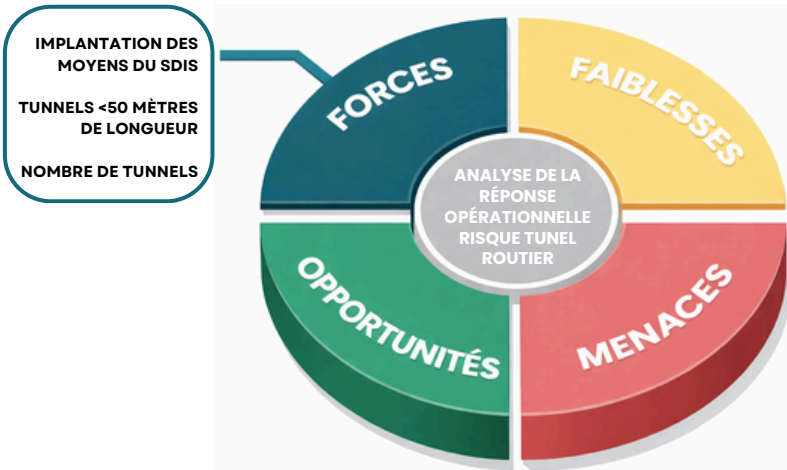 IMPLANTATION DES
MOYENS DU SDIS
TUNNELS <50 MÈTRES
DE LONGUEUR
NOMBRE DE TUNNELS
FORCES
FAIBLESSES
ANALYSE DE LA
RÉPONSE
OPÉRATIONNELLE
RISQUE TUNEL
ROUTIER
OPPORTUNITÉS
MENACES